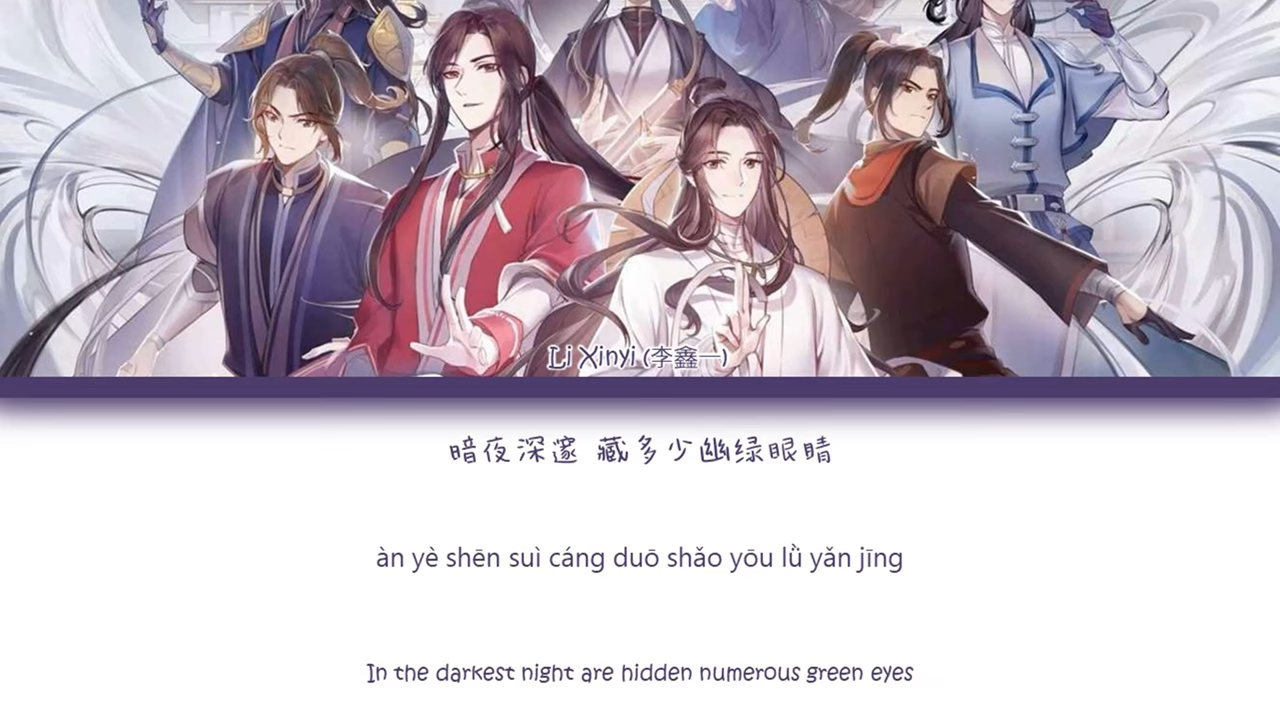 Li Xinyi (李鑫一)
暗夜深邃 藏多少幽绿眼睛
àn yè shēn suì cáng duō shǎo yōu lǜ yǎn jīng
In the darkest night are hidden numerous green eyes